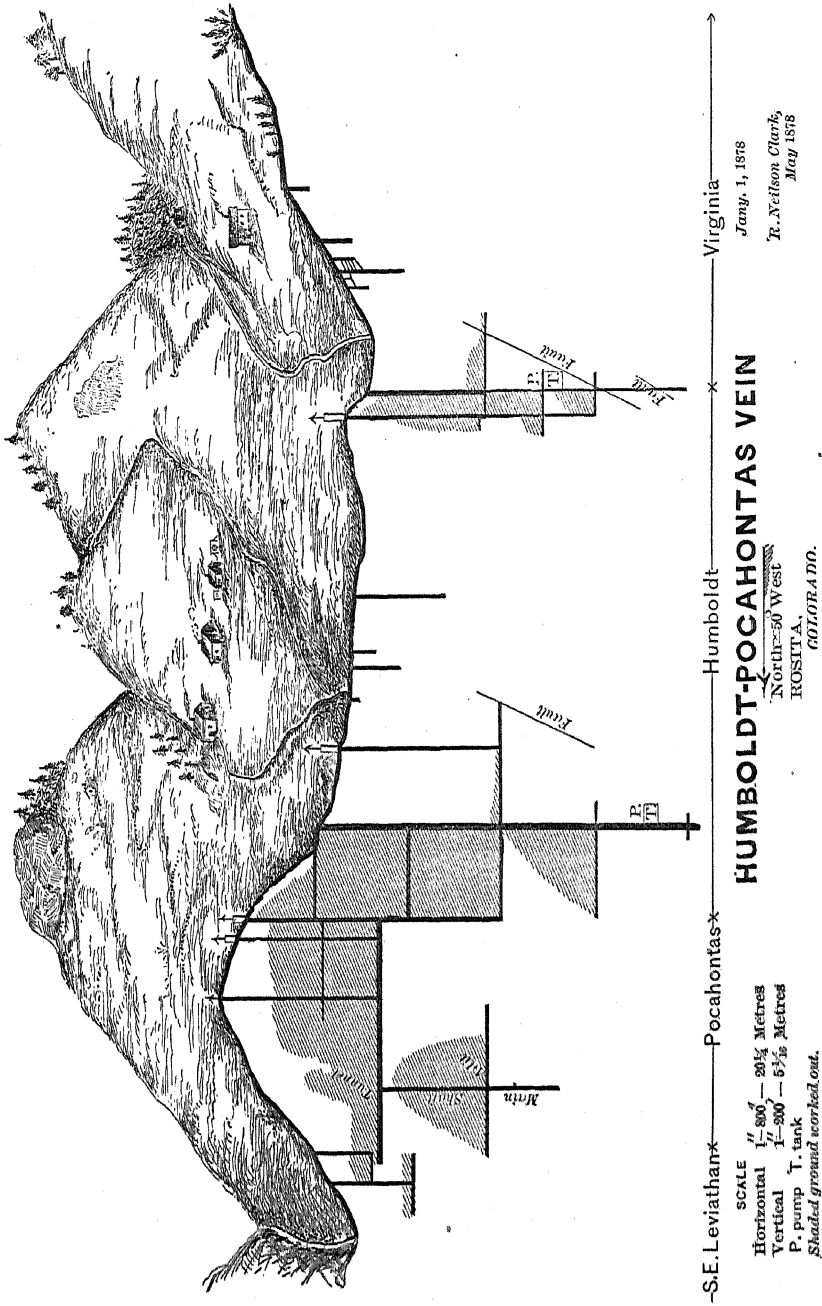 Fault
P.
T.
Fault
Fault
P.
T.
Tunnel
Main
Shaft
S.E. Leviathan × Pocahontas × Humboldt × Virginia
HUMBOLDT-POCAHONTAS VEIN
North 50° West
ROSITA,
COLORADO.
SCALE
Horizontal 1"—800' — 20¼ Metres
Vertical 1"—200' — 5 1/16 Metres
P. pump T. tank
Shaded ground worked out.
Jany. 1, 1878
R. Neilson Clark,
May 1878